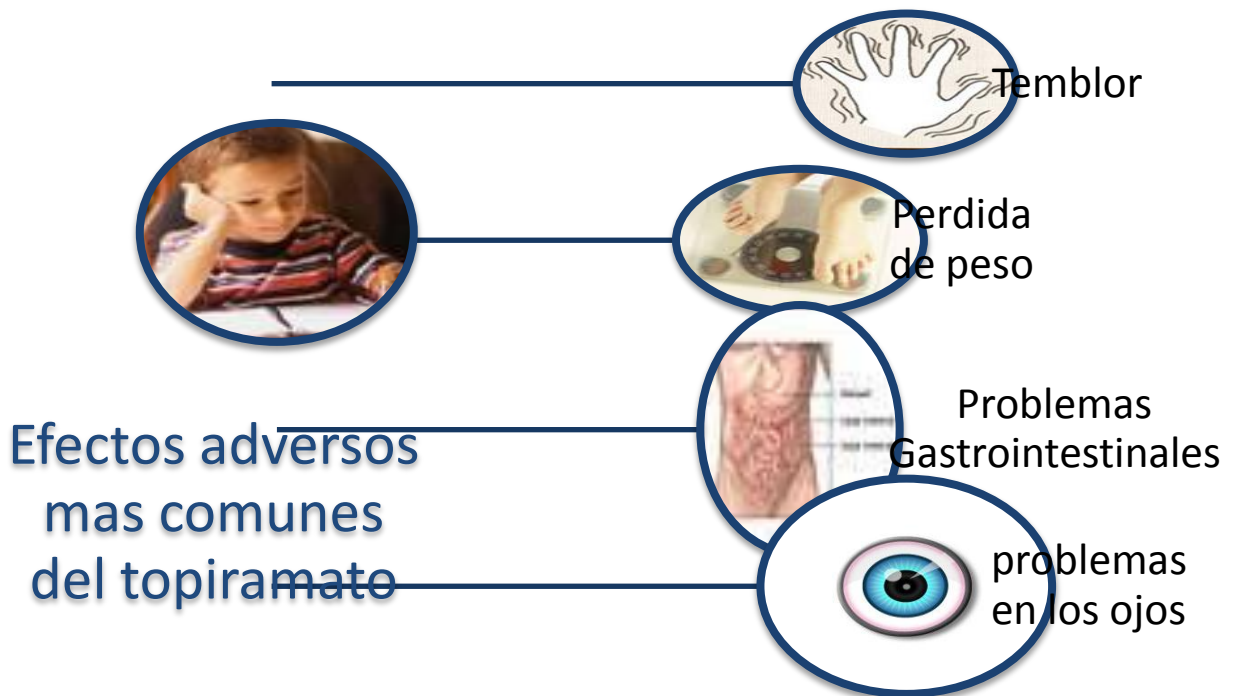 Temblor
Perdida
de peso
Problemas
Gastrointestinales
problemas
en los ojos
Efectos adversos
mas comunes
del topiramato